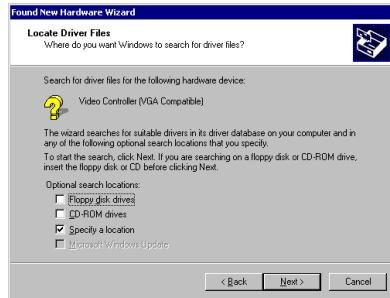 Found New Hardware Wizard
Locate Driver Files
Where do you want Windows to search for driver files?
Search for driver files for the following hardware device:
Video Controller (VGA Compatible)
The wizard searches for suitable drivers in its driver database on your computer and in
any of the following optional search locations that you specify.
To start the search, click Next. If you are searching on a floppy disk or CD-ROM drive,
insert the floppy disk or CD before clicking Next.
Optional search locations:
Floppy disk drives
CD-ROM drives
Specify a location
Microsoft Windows Update
< Back Next > Cancel